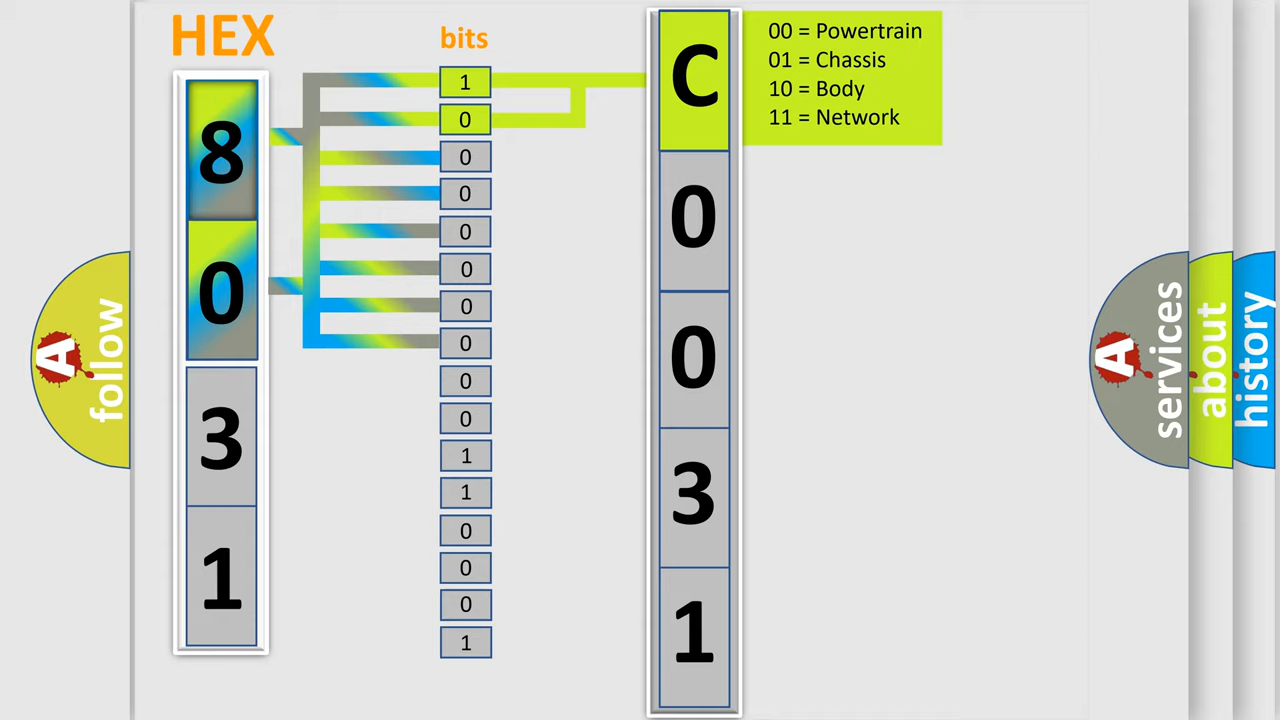 HEX
8
0
3
1
bits
1
0
0
0
0
0
0
0
0
0
1
1
0
0
0
1
C
0
0
3
1
00 = Powertrain
01 = Chassis
10 = Body
11 = Network
A
follow
A
services
about
history